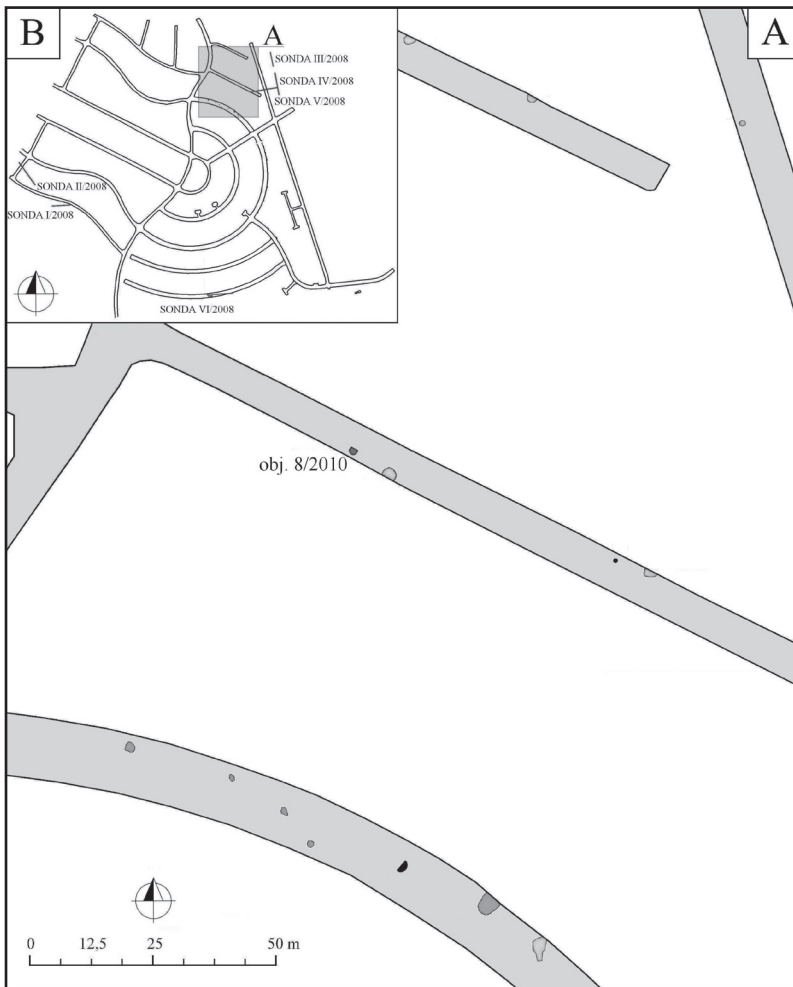 B
A
SONDA III/2008
SONDA IV/2008
SONDA V/2008
SONDA II/2008
SONDA I/2008
SONDA VI/2008
A
obj. 8/2010
0 12,5 25 50 m